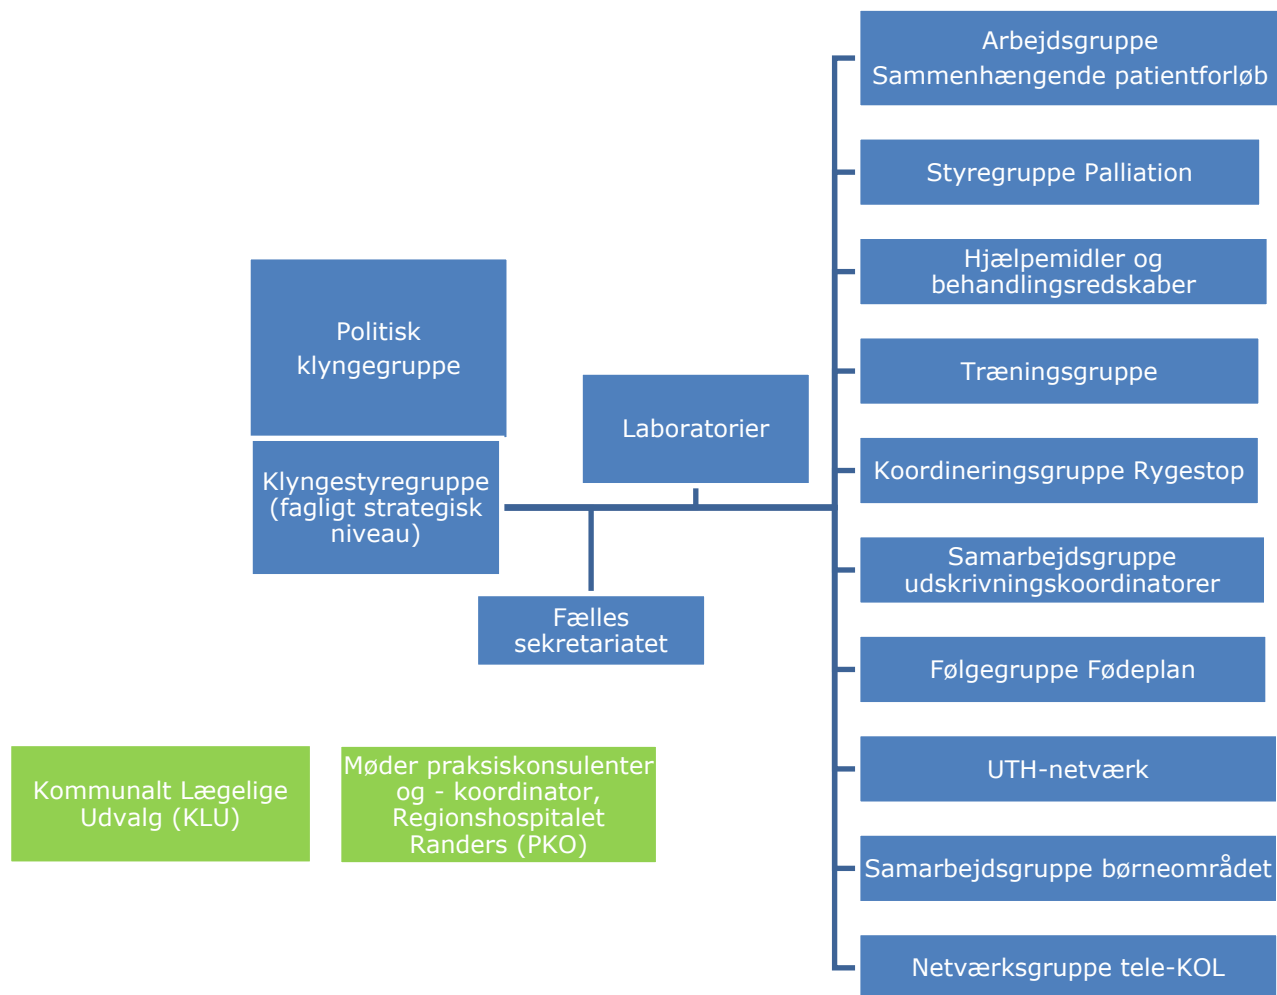 Politisk
klyngegruppe
Klyngestyregruppe
(fagligt strategisk
niveau)
Laboratorier
Fælles
sekretariatet
Arbejdsgruppe
Sammenhængende patientforløb
Styregruppe Palliation
Hjælpemidler og
behandlingsredskaber
Træningsgruppe
Koordineringsgruppe Rygestop
Samarbejdsgruppe
udskrivningskoordinatorer
Følgegruppe Fødeplan
UTH-netværk
Samarbejdsgruppe børneområdet
Netværksgruppe tele-KOL
Kommunalt Lægelige
Udvalg (KLU)
Møder praksiskonsulenter
og - koordinator,
Regionshospitalet
Randers (PKO)